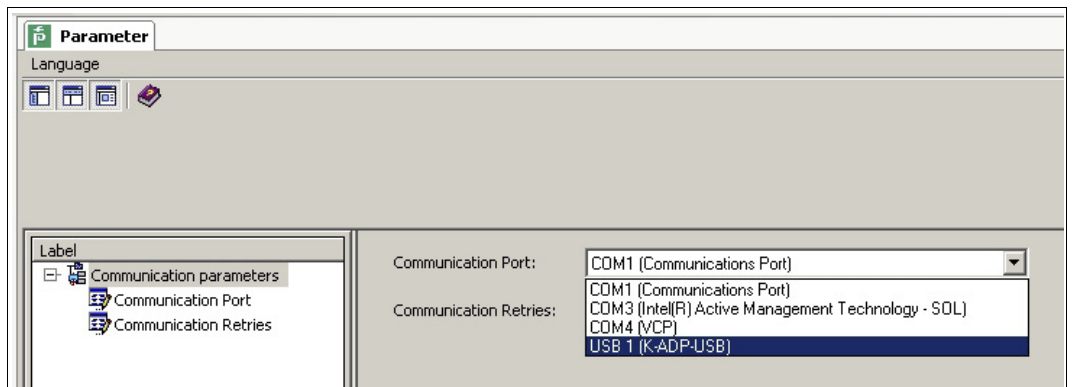 Parameter
Language
Label
Communication parameters
Communication Port
Communication Retries
Communication Port:
COM1 (Communications Port)
COM1 (Communications Port)
COM3 (Intel(R) Active Management Technology - SOL)
COM4 (VCP)
USB 1 (K-ADP-USB)
Communication Retries: